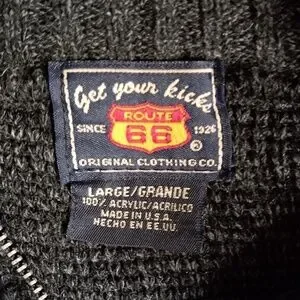 Get your kicks
ROUTE
66
SINCE 1926
ORIGINAL CLOTHING CO.
LARGE/GRANDE
100% ACRYLIC/ACRILICO
MADE IN U.S.A.
HECHO EN EE.UU.